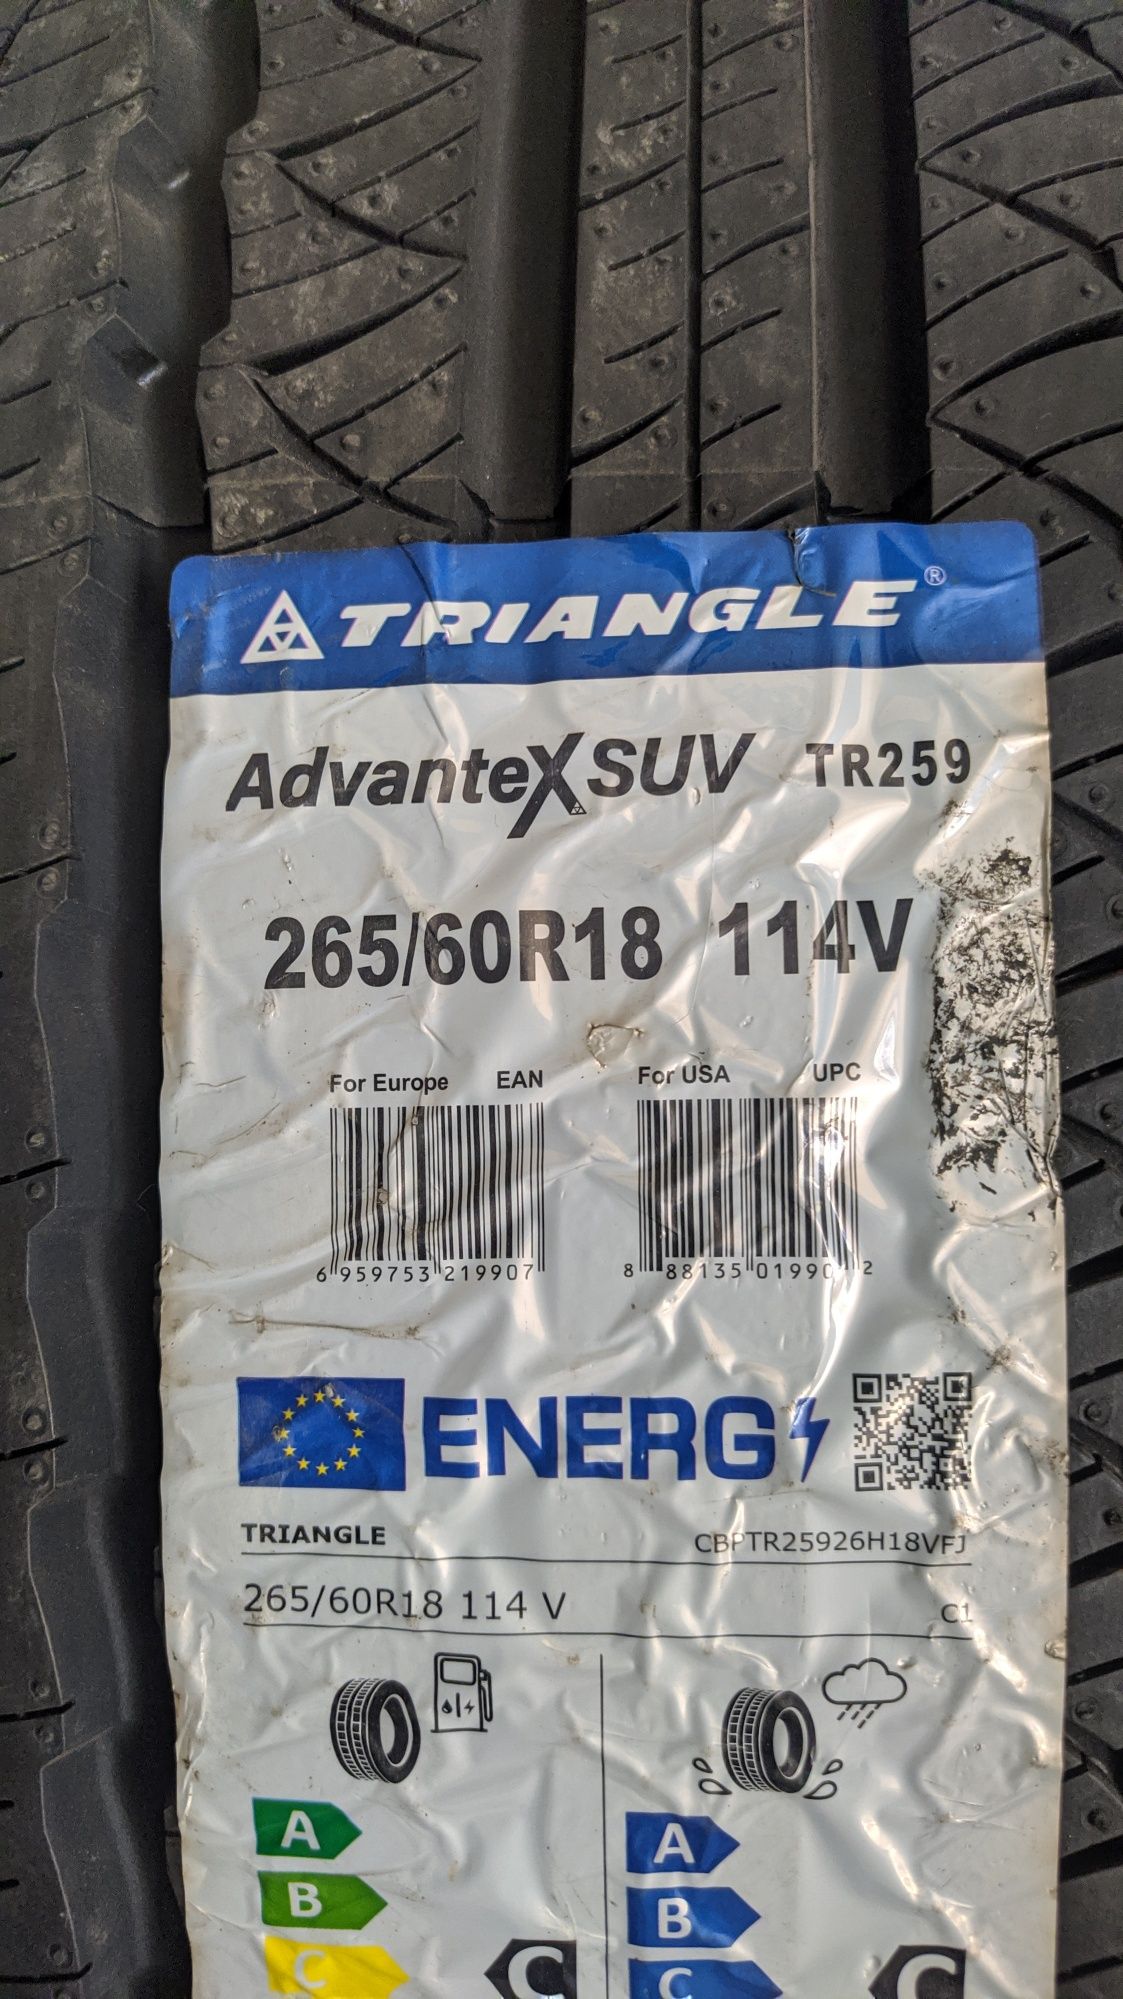 TRIANGLE®
AdvanteX SUV TR259
265/60R18 114V
For Europe EAN
For USA UPC
6 959753 219907
8 88135 01990 2
ENERG
TRIANGLE
CBPTR25926H18VFJ
265/60R18 114 V
C1
A
A
B
B
C
C
C
C